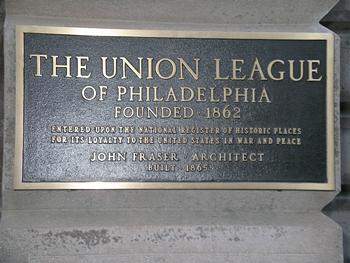 THE UNION LEAGUE
OF PHILADELPHIA
FOUNDED 1862
ENTERED UPON THE NATIONAL REGISTER OF HISTORIC PLACES
FOR ITS LOYALTY TO THE UNITED STATES IN WAR AND PEACE
JOHN FRASER ARCHITECT
BUILT 1865